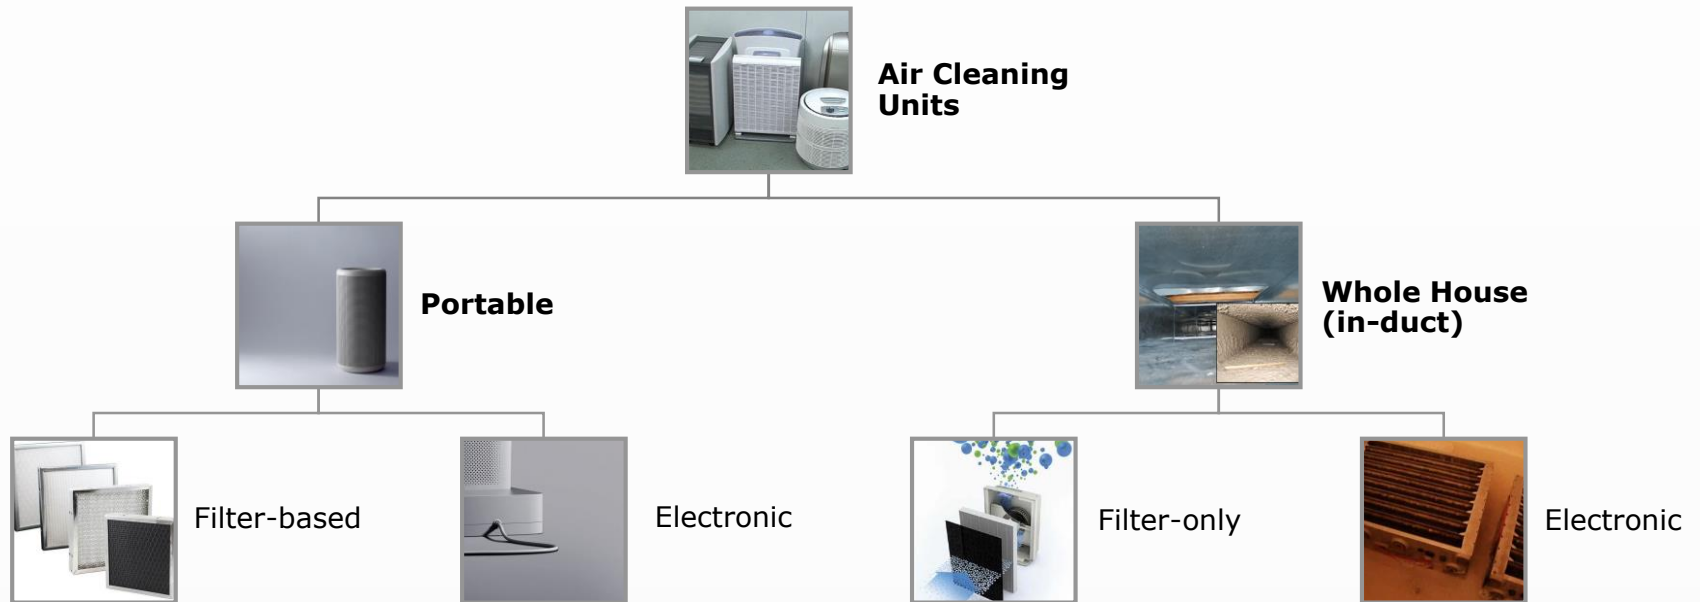 Air Cleaning
Units
Portable
Whole House
(in-duct)
Filter-based
Electronic
Filter-only
Electronic